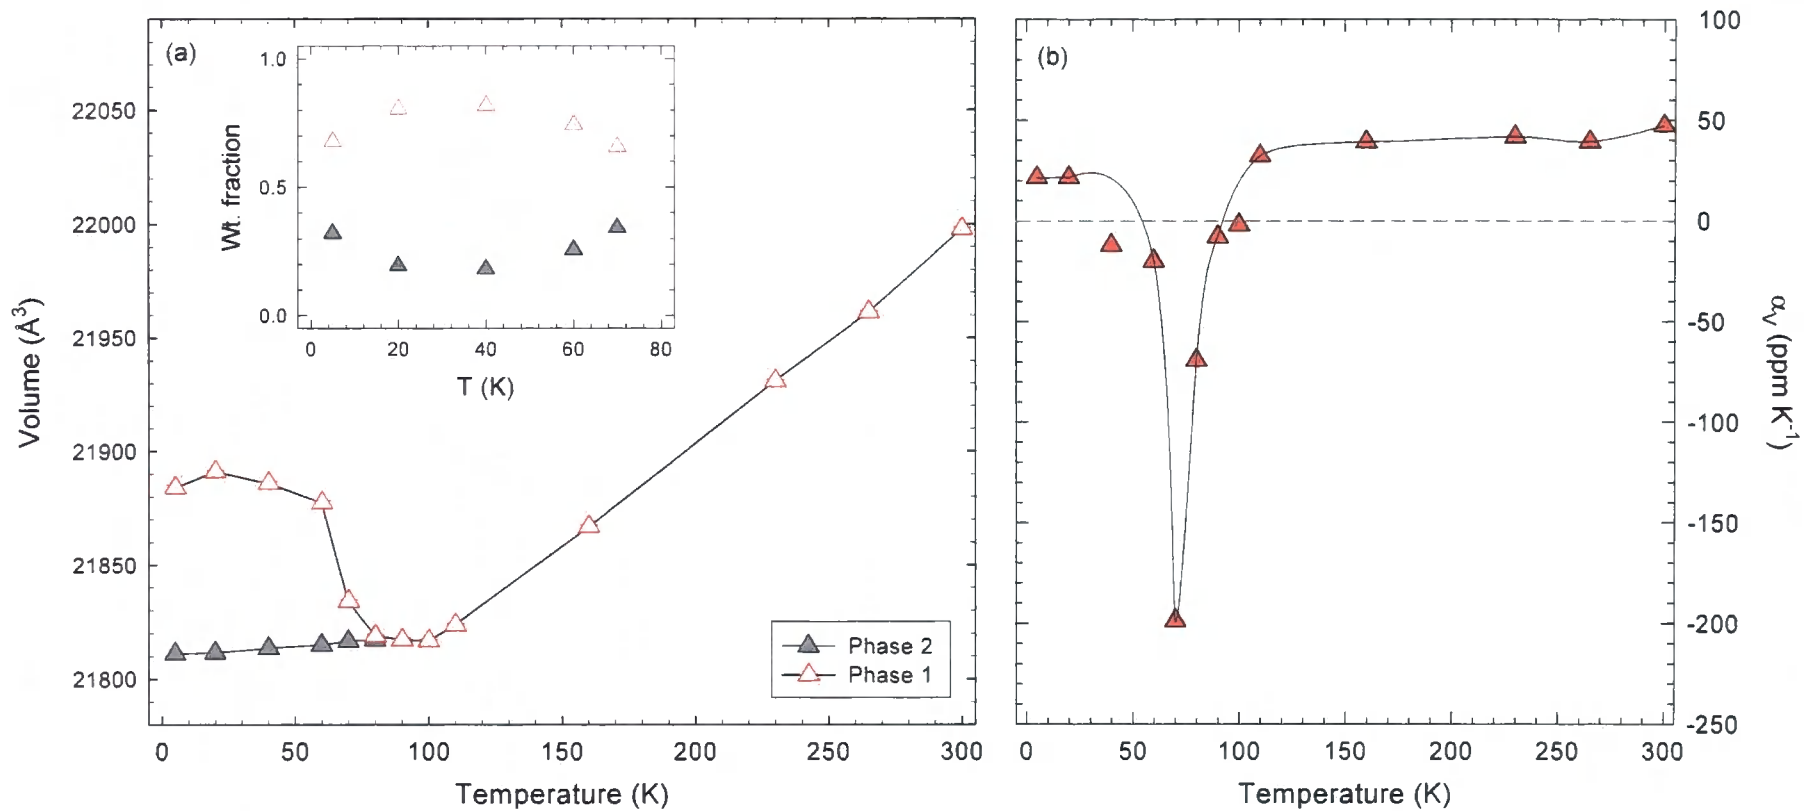 (a)
1.0
0.5
0.0
Wt. fraction
0 20 40 60 80
T (K)
22050
22000
21950
21900
21850
21800
Volume (Å³)
Phase 2
Phase 1
0 50 100 150 200 250 300
Temperature (K)
(b)
100
50
0
-50
-100
-150
-200
-250
αᵥ (ppm K⁻¹)
0 50 100 150 200 250 300
Temperature (K)